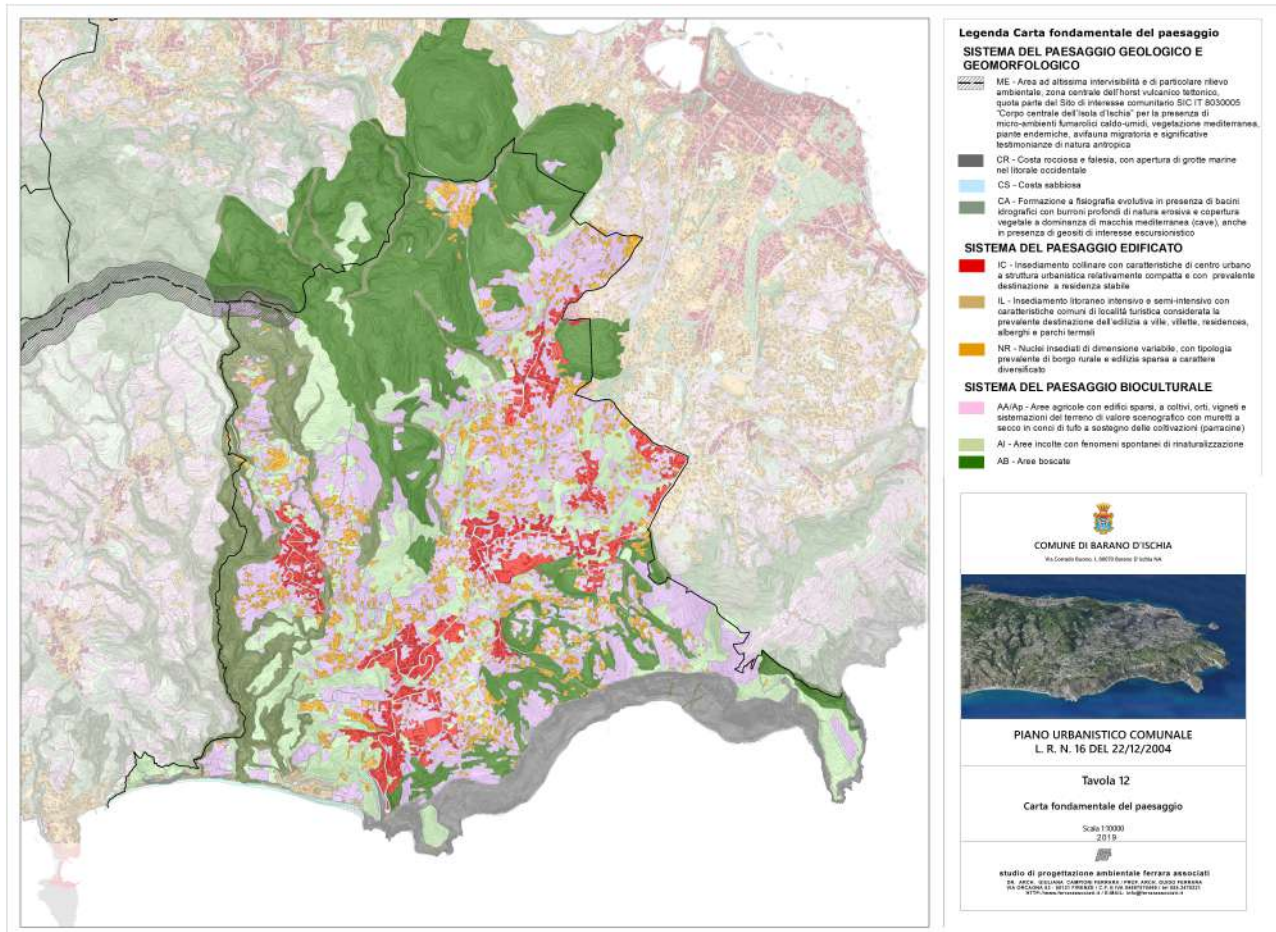 Legenda Carta fondamentale del paesaggio
SISTEMA DEL PAESAGGIO GEOLOGICO E
GEOMORFOLOGICO
ME - Area ad altissima intervisibilità e di particolare rilievo
ambientale, zona centrale dell'horst vulcanico tettonico,
quota parte del Sito di interesse comunitario SIC IT 8030005
"Corpo centrale dell'Isola d'Ischia" per la presenza di
micro-ambienti fumarolici caldo-umidi, vegetazione mediterranea,
piante endemiche, avifauna migratoria e significative
testimonianze di natura antropica
CR - Costa rocciosa e falesia, con apertura di grotte marine
nel litorale occidentale
CS - Costa sabbiosa
CA - Formazione a fisiografia evolutiva in presenza di bacini
idrografici con burroni profondi di natura erosiva e copertura
vegetale a dominanza di macchia mediterranea (cave), anche
in presenza di geositi di interesse escursionistico
SISTEMA DEL PAESAGGIO EDIFICATO
IC - Insediamento collinare con caratteristiche di centro urbano
a struttura urbanistica relativamente compatta e con prevalente
destinazione a residenza stabile
IL - Insediamento litoraneo intensivo e semi-intensivo con
caratteristiche comuni di località turistica considerata la
prevalente destinazione dell'edilizia a ville, villette, residences,
alberghi e parchi termali
NR - Nuclei insediati di dimensione variabile, con tipologia
prevalente di borgo rurale e edilizia sparsa a carattere
diversificato
SISTEMA DEL PAESAGGIO BIOCULTURALE
AA/Ap - Aree agricole con edifici sparsi, a coltivi, orti, vigneti e
sistemazioni del terreno di valore scenografico con muretti a
secco in conci di tufo a sostegno delle coltivazioni (parracine)
AI - Aree incolte con fenomeni spontanei di rinaturalizzazione
AB - Aree boscate
COMUNE DI BARANO D'ISCHIA
PIANO URBANISTICO COMUNALE
L. R. N. 16 DEL 22/12/2004
Tavola 12
Carta fondamentale del paesaggio
Scala 1:10000
2019
studio di progettazione ambientale ferrara associati